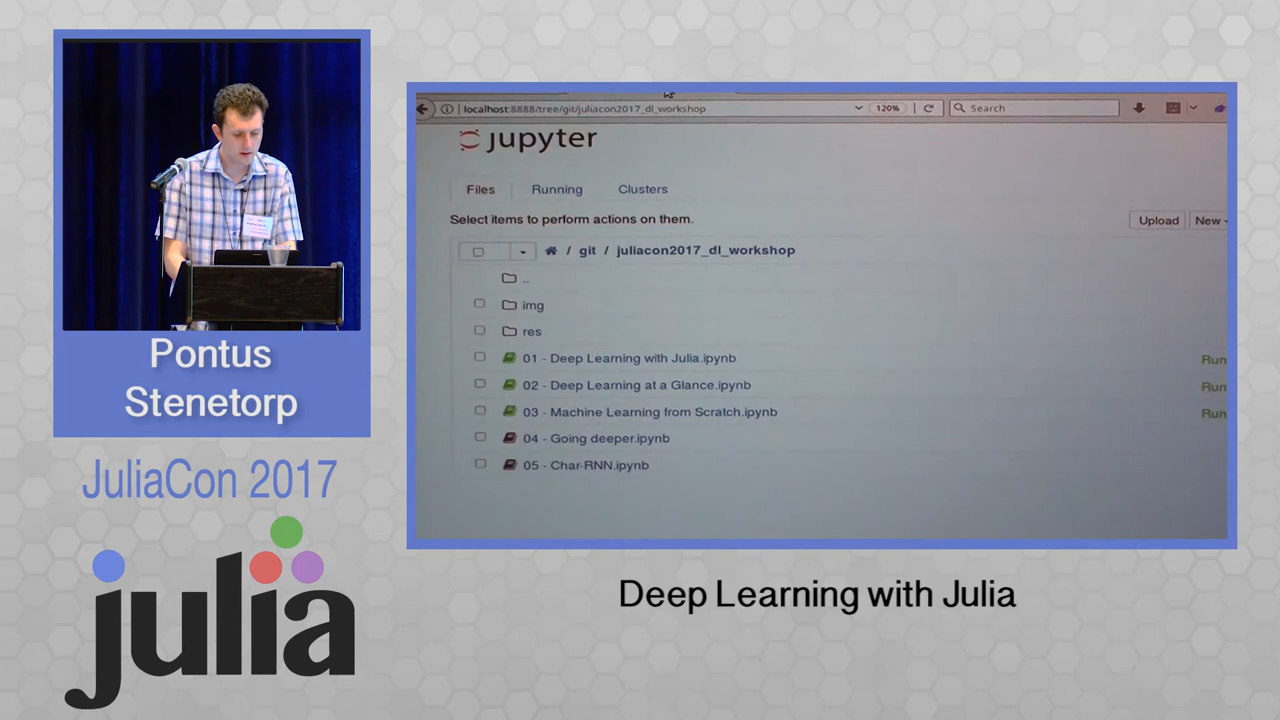 Pontus
Stenetorp
JuliaCon 2017
julia
localhost:8888/tree/git/juliacon2017_dl_workshop
120%
Search
jupyter
Files
Running
Clusters
Select items to perform actions on them.
Upload
New
/ git / juliacon2017_dl_workshop
..
img
res
01 - Deep Learning with Julia.ipynb
Run
02 - Deep Learning at a Glance.ipynb
Run
03 - Machine Learning from Scratch.ipynb
Run
04 - Going deeper.ipynb
05 - Char-RNN.ipynb
Deep Learning with Julia